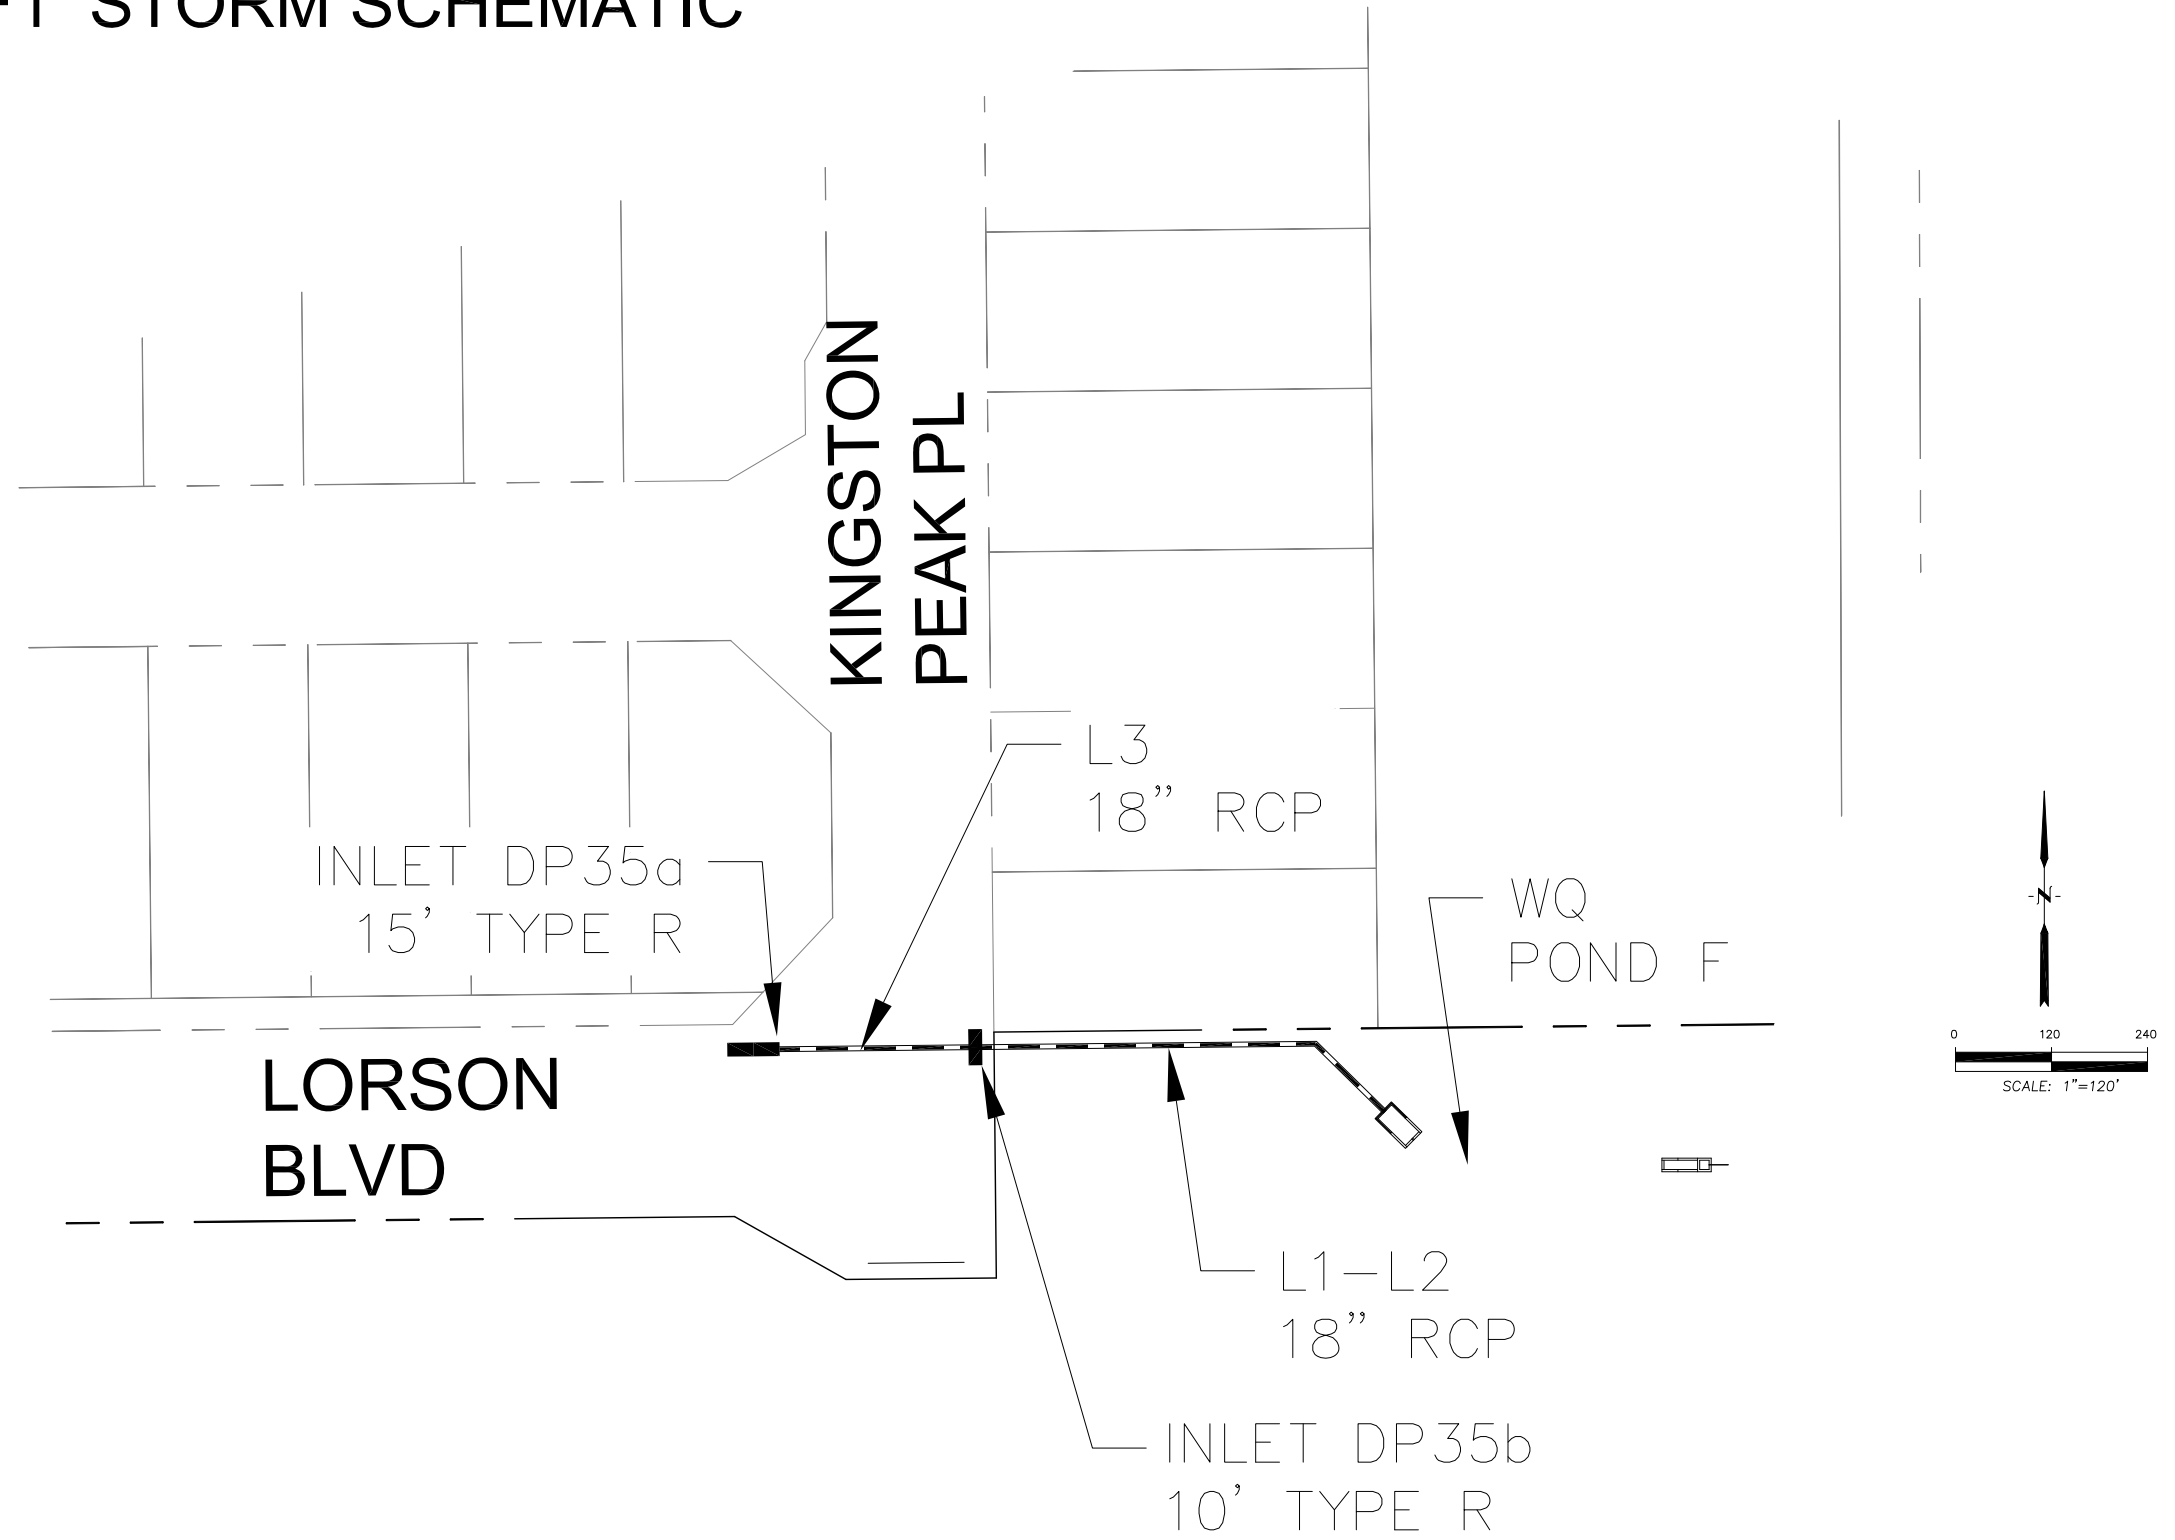 STORM SCHEMATIC
KINGSTON
PEAK PL
L3
18” RCP
INLET DP35a
15’ TYPE R
WQ
POND F
-N-
0 120 240
SCALE: 1”=120’
LORSON
BLVD
L1-L2
18” RCP
INLET DP35b
10’ TYPE R